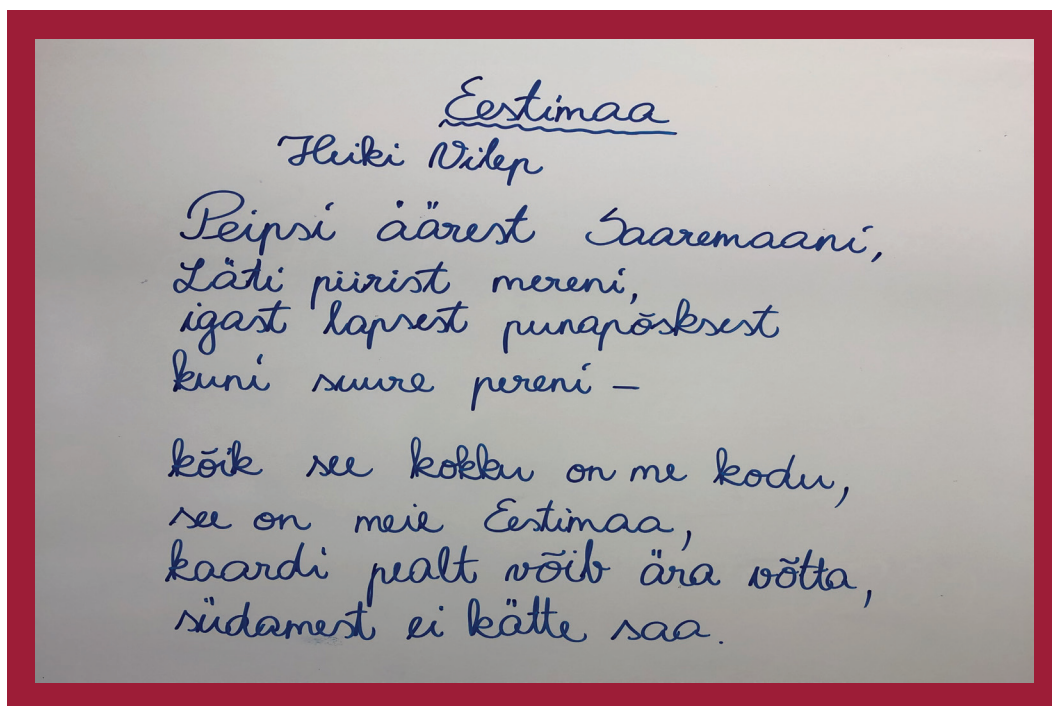 Eestimaa
Heiki Vilep
Peipsi äärest Saaremaani,
Läti piirist mereni,
igast lapsest punapõsksest
kuni suure pereni –
kõik see kokku on me kodu,
see on meie Eestimaa,
kaardi pealt võib ära võtta,
südamest ei kätte saa.